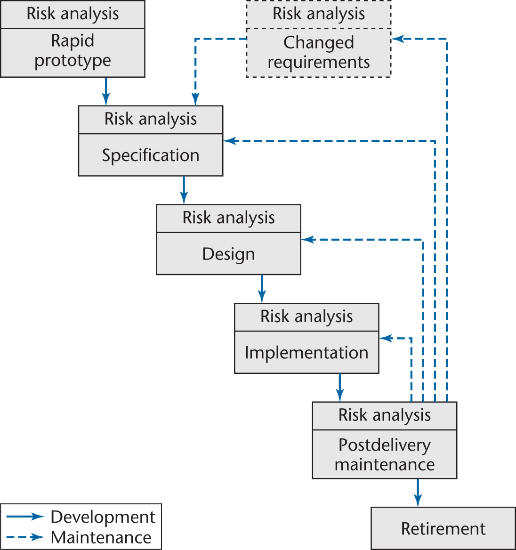 Risk analysis
Rapid
prototype
Risk analysis
Changed
requirements
Risk analysis
Specification
Risk analysis
Design
Risk analysis
Implementation
Risk analysis
Postdelivery
maintenance
Retirement
Development
Maintenance